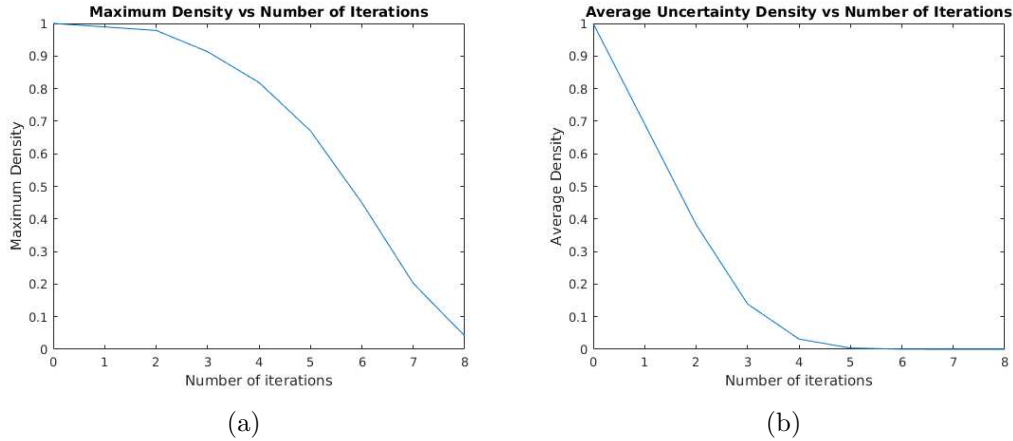 Maximum Density vs Number of Iterations
Maximum Density
1
0.9
0.8
0.7
0.6
0.5
0.4
0.3
0.2
0.1
0
0 1 2 3 4 5 6 7 8
Number of iterations
(a)
Average Uncertainty Density vs Number of Iterations
Average Density
1
0.9
0.8
0.7
0.6
0.5
0.4
0.3
0.2
0.1
0
0 1 2 3 4 5 6 7 8
Number of iterations
(b)